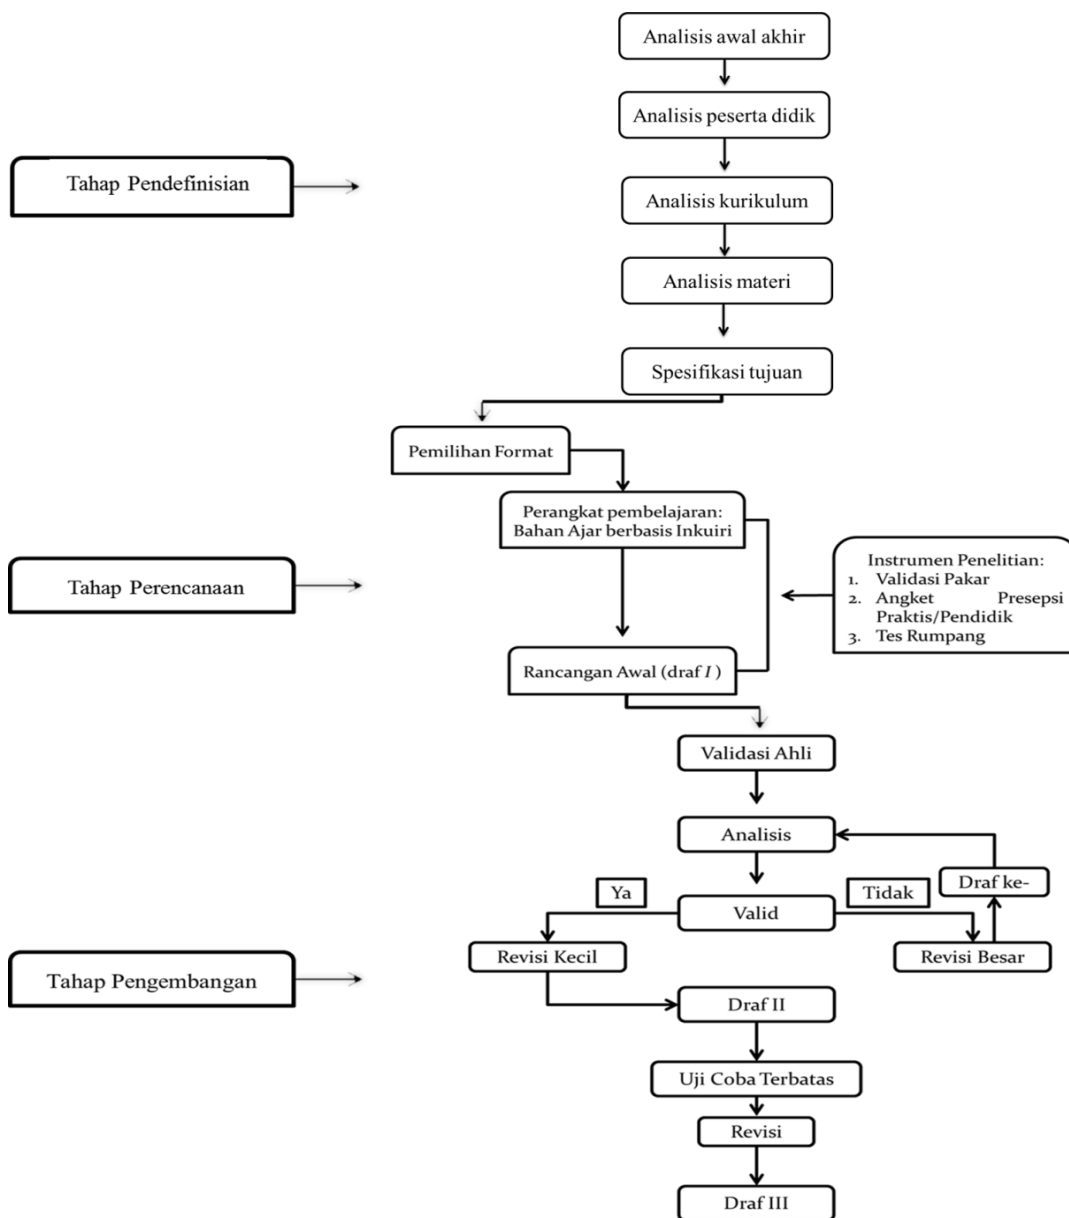 Analisis awal akhir
Analisis peserta didik
Tahap Pendefinisian
Analisis kurikulum
Analisis materi
Spesifikasi tujuan
Pemilihan Format
Perangkat pembelajaran:
Bahan Ajar berbasis Inkuiri
Tahap Perencanaan
Instrumen Penelitian:
1. Validasi Pakar
2. Angket Presepsi
Praktis/Pendidik
3. Tes Rumpang
Rancangan Awal (draf I )
Validasi Ahli
Analisis
Draf ke-
Ya
Tidak
Valid
Revisi Kecil
Revisi Besar
Tahap Pengembangan
Draf II
Uji Coba Terbatas
Revisi
Draf III